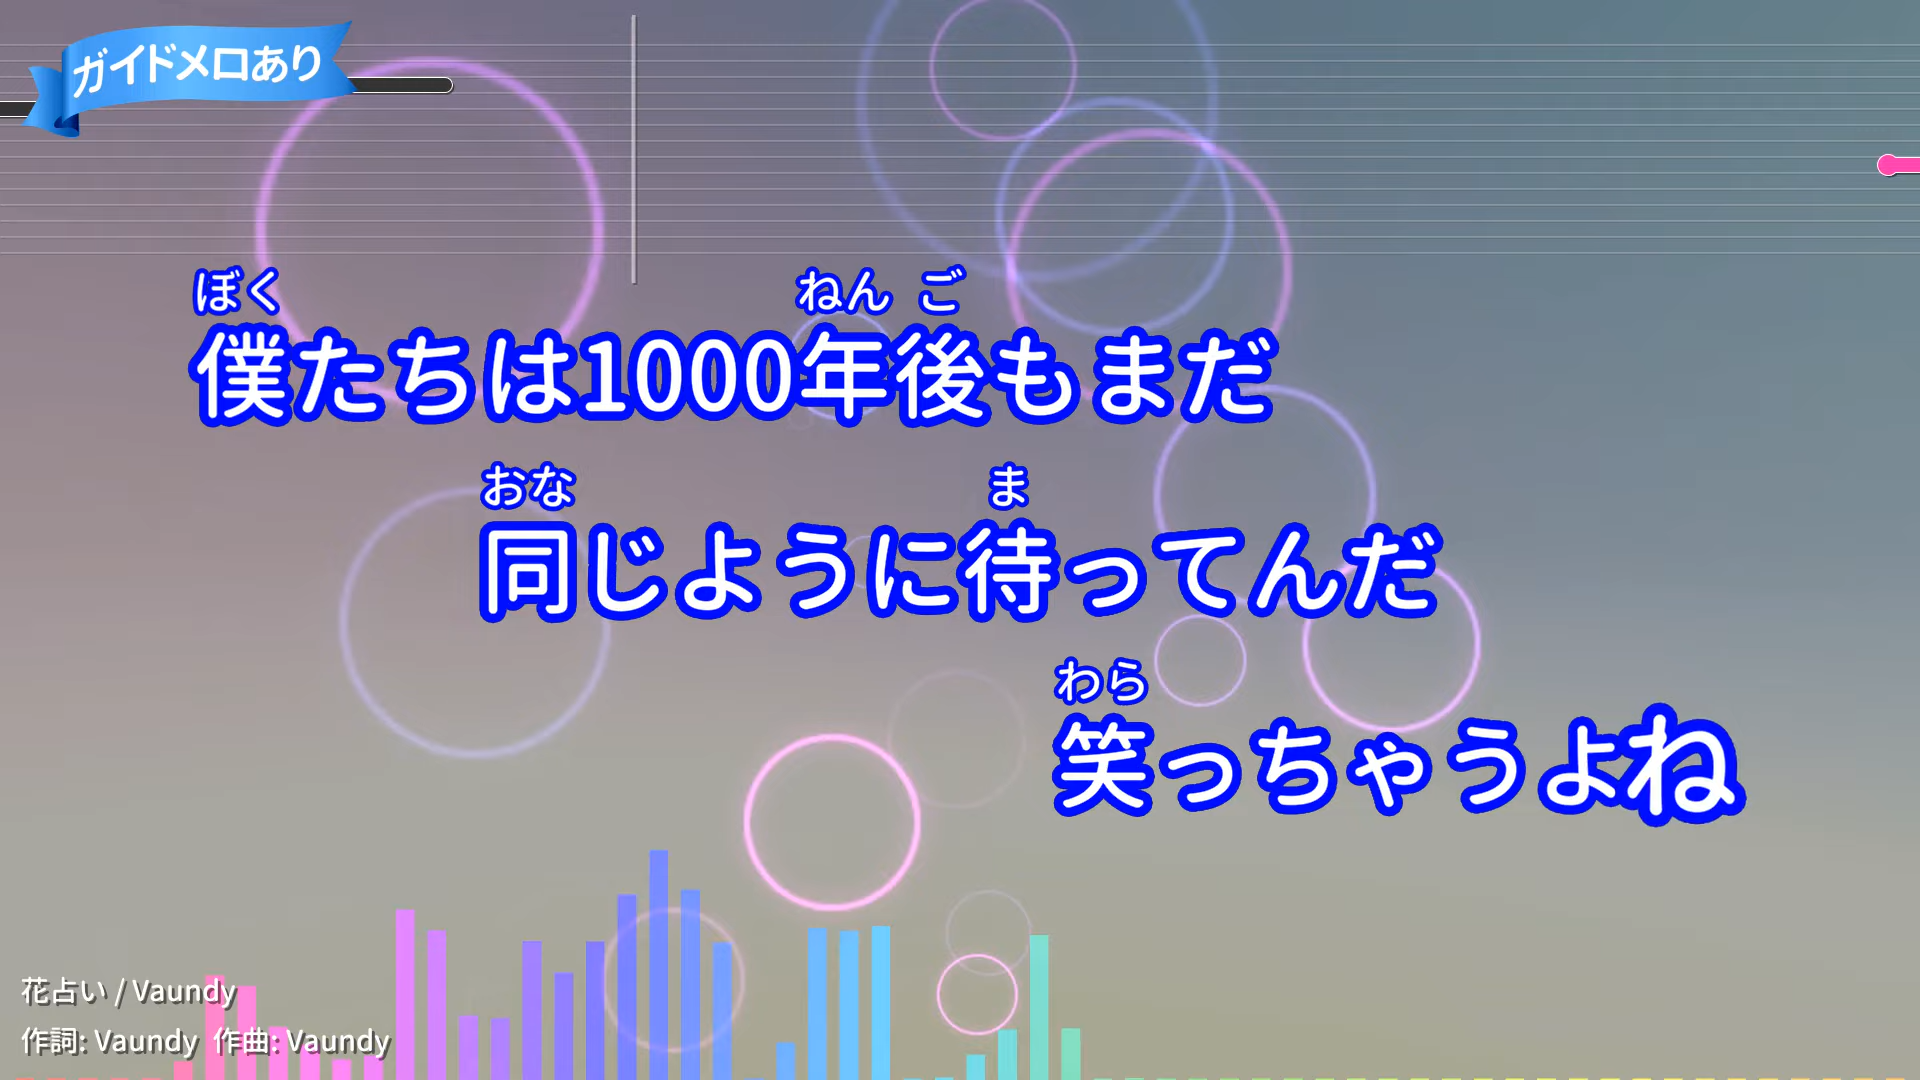 ガイドメロあり
ぼく ねん ご
僕たちは1000年後もまだ
おな ま
同じように待ってんだ
わら
笑っちゃうよね
花占い / Vaundy
作詞: Vaundy 作曲: Vaundy